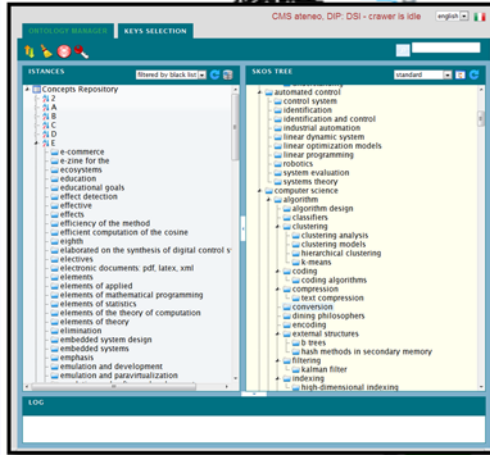 CMS ateneo, DIP: DSI - crawer is idle
english
ONTOLOGY MANAGER
KEYS SELECTION
ISTANCES
filtered by black list
Concepts Repository
2
A
B
C
D
E
e-commerce
e-zine for the
ecosystems
education
educational goals
effect detection
effective
effects
efficiency of the method
efficient computation of the cosine
eighth
elaborated on the synthesis of digital control s
electives
electronic documents: pdf, latex, xml
elements
elements of applied
elements of mathematical programming
elements of statistics
elements of the theory of computation
elements of theory
elimination
embedded system design
embedded systems
emphasis
emulation and development
emulation and paravirtualization
SKOS TREE
standard
automated control
control system
identification
identification and control
industrial automation
linear dynamic system
linear optimization models
linear programming
robotics
system evaluation
systems theory
computer science
algorithm
algorithm design
classifiers
clustering
clustering analysis
clustering models
hierarchical clustering
k-means
coding
coding algorithms
compression
text compression
conversion
dining philosophers
encoding
external structures
b trees
hash methods in secondary memory
filtering
kalman filter
indexing
high-dimensional indexing
LOG